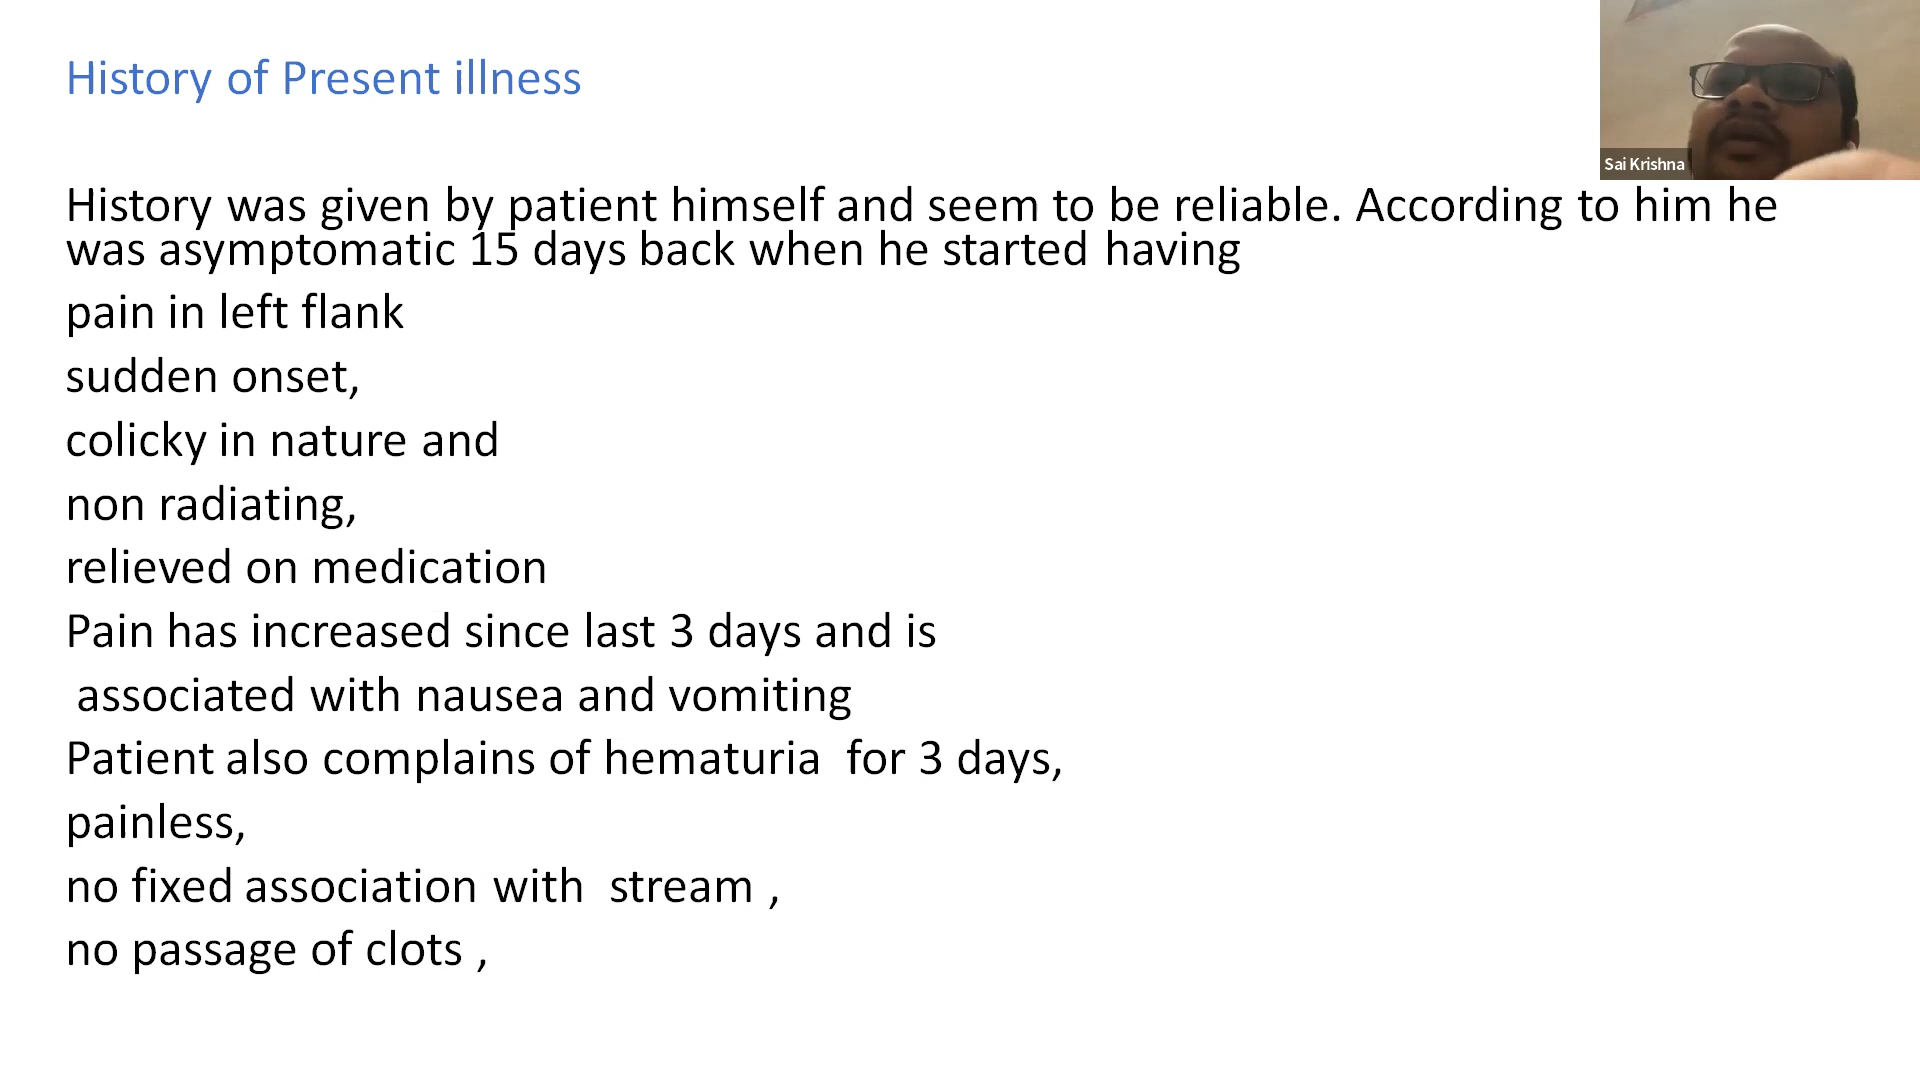 History of Present illness
Sai Krishna
History was given by patient himself and seem to be reliable. According to him he
was asymptomatic 15 days back when he started having
pain in left flank
sudden onset,
colicky in nature and
non radiating,
relieved on medication
Pain has increased since last 3 days and is
associated with nausea and vomiting
Patient also complains of hematuria  for 3 days,
painless,
no fixed association with  stream ,
no passage of clots ,